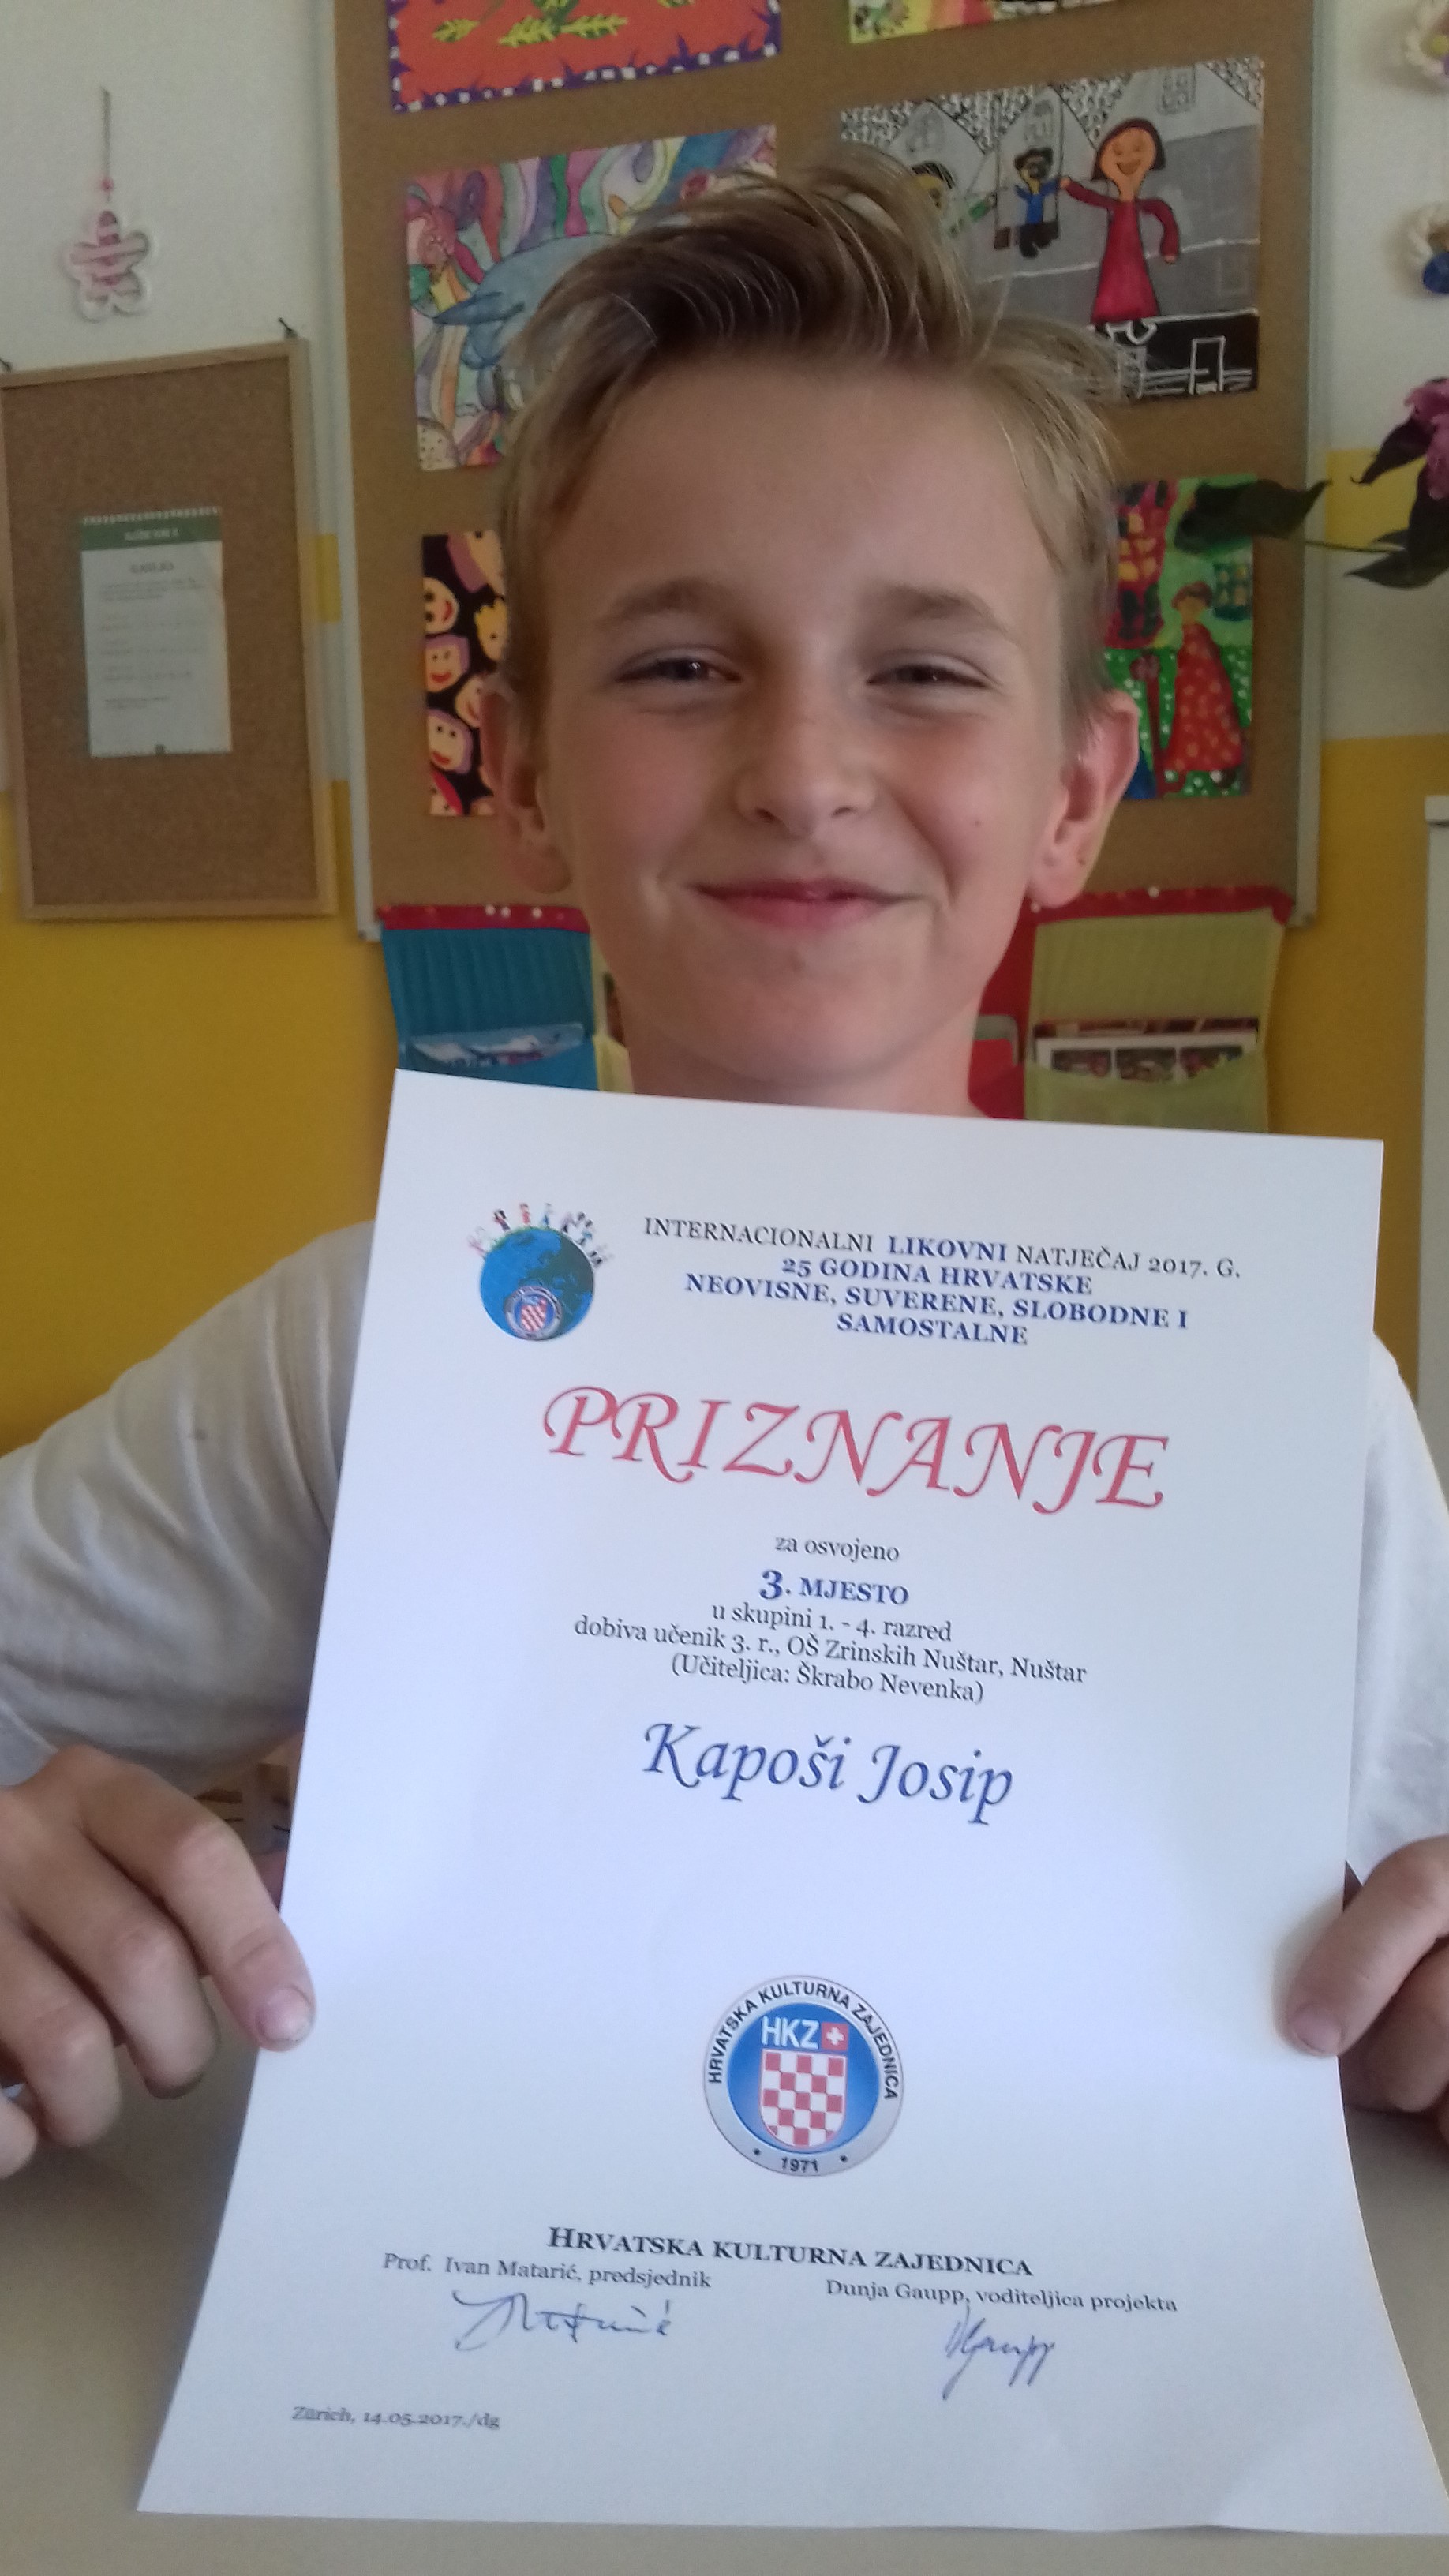 INTERNACIONALNI LIKOVNI NATJEČAJ 2017. G.
25 GODINA HRVATSKE
NEOVISNE, SUVERENE, SLOBODNE I
SAMOSTALNE
PRIZNANJE
za osvojeno
3. MJESTO
u skupini 1. - 4. razred
dobiva učenik 3. r., OŠ Zrinskih Nuštar, Nuštar
(Učiteljica: Škrabo Nevenka)
Kapoši Josip
HRVATSKA KULTURNA ZAJEDNICA
HKZ
1971
HRVATSKA KULTURNA ZAJEDNICA
Prof. Ivan Matarić, predsjednik
Dunja Gaupp, voditeljica projekta
Zürich, 14.05.2017./dg